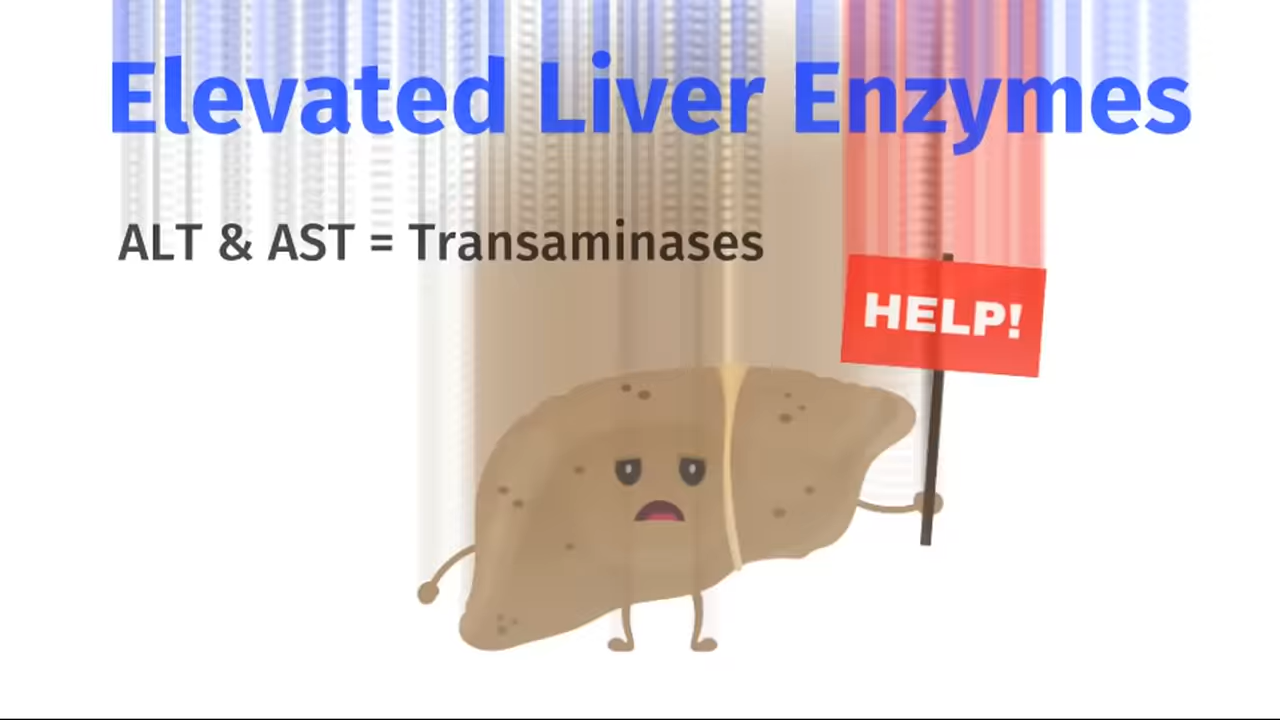 Elevated Liver Enzymes
ALT & AST = Transaminases
HELP!